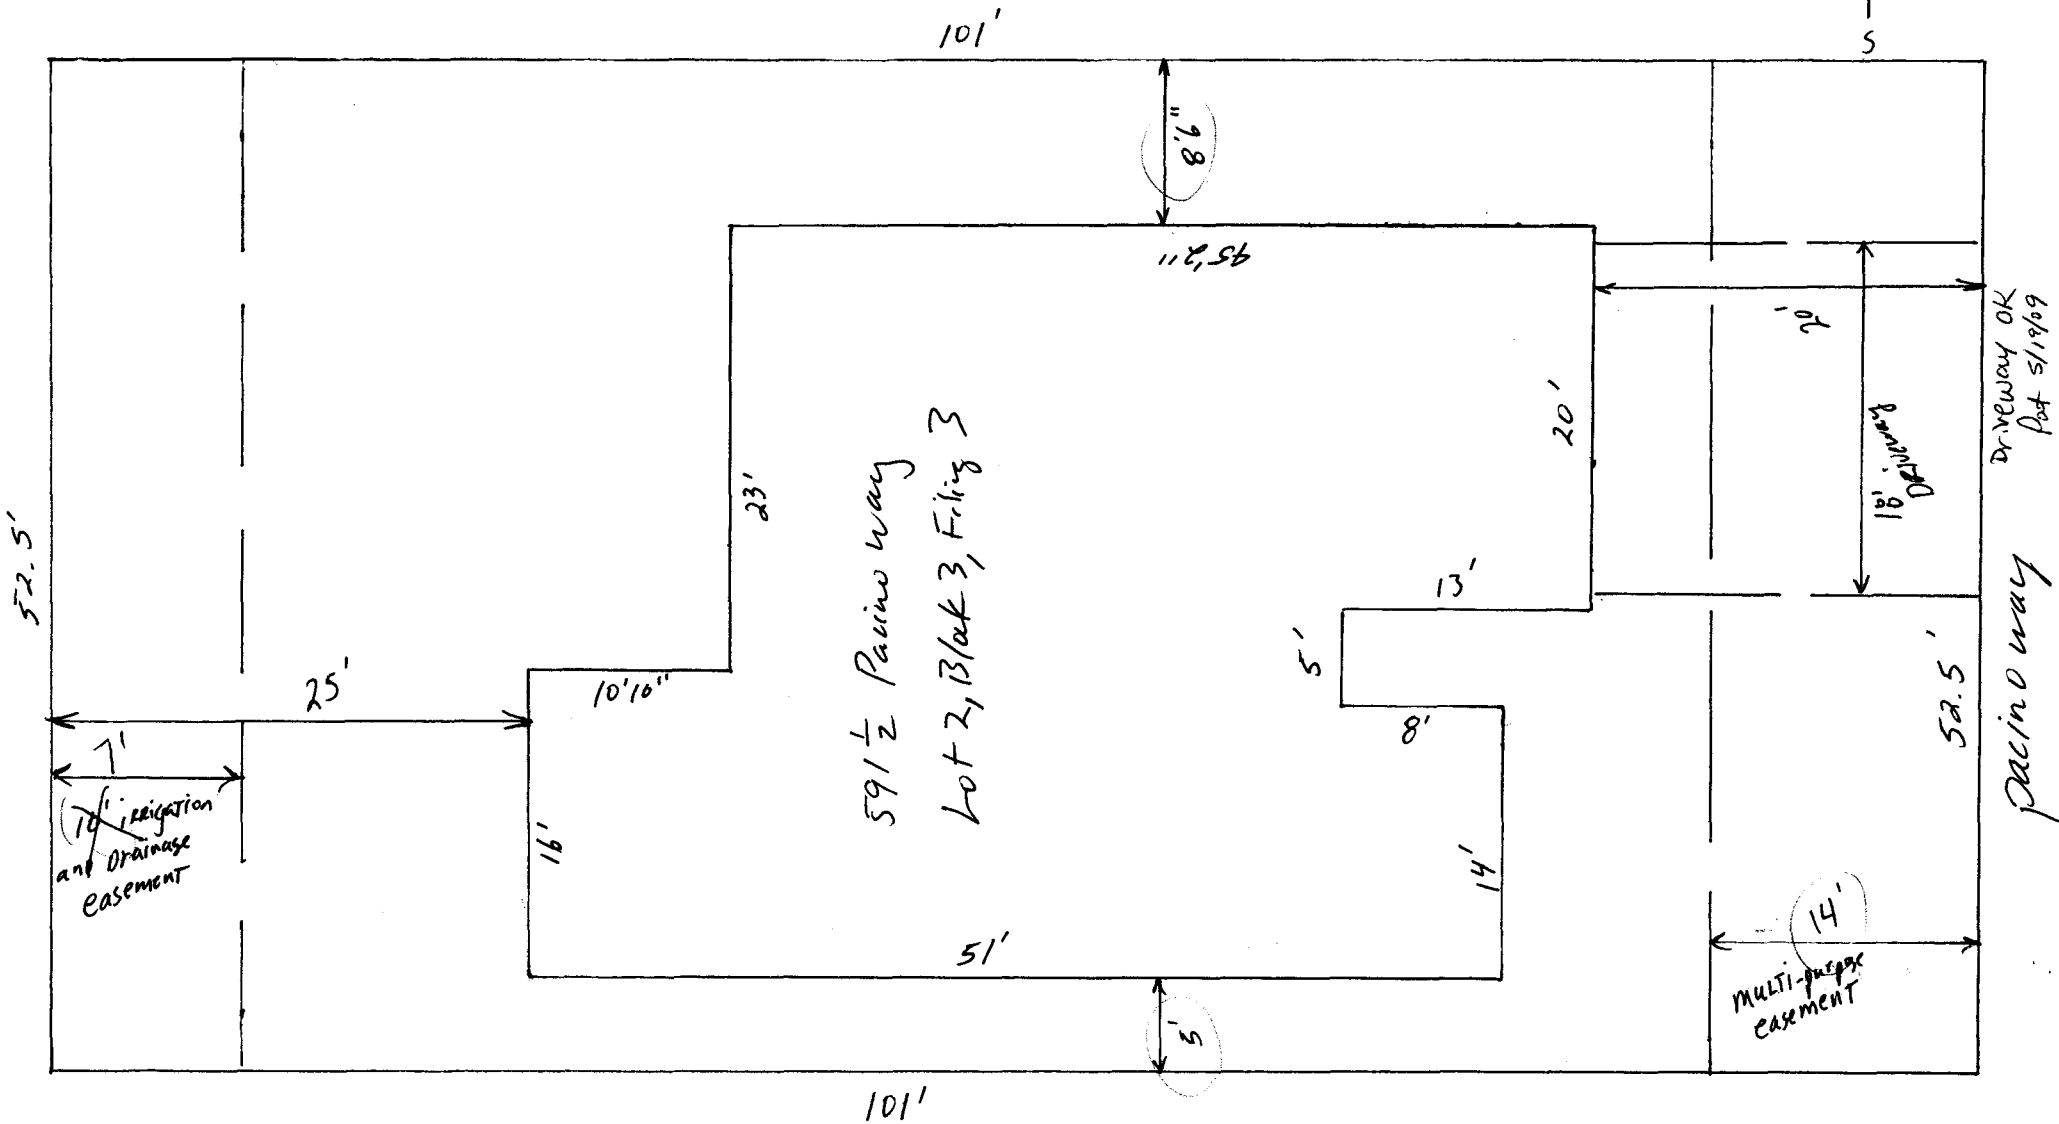 101'
S
8'6"
45'2"
20'
Driveway OK
Pat 5/19/09
52.5'
23'
591 1/2 Pacino way
Lot 2, Block 3, Filing 3
20'
18'
Driveway
13'
5'
25'
10'10"
8'
52.5'
pacino way
7'
10' irrigation
and Drainage
easement
16'
14'
14'
MULTi-purpose
easement
51'
5'
101'